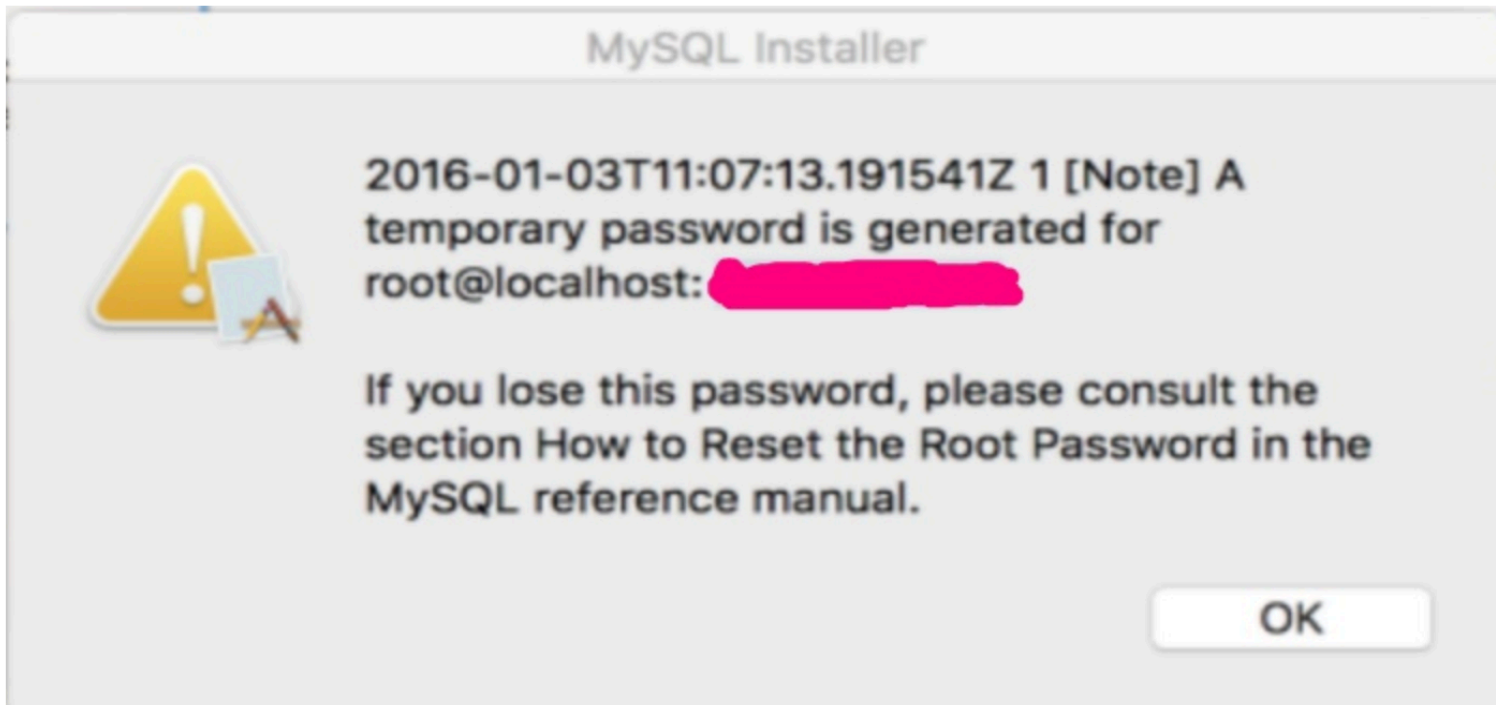 MySQL Installer
2016-01-03T11:07:13.191541Z 1 [Note] A
temporary password is generated for
root@localhost:
If you lose this password, please consult the
section How to Reset the Root Password in the
MySQL reference manual.
OK